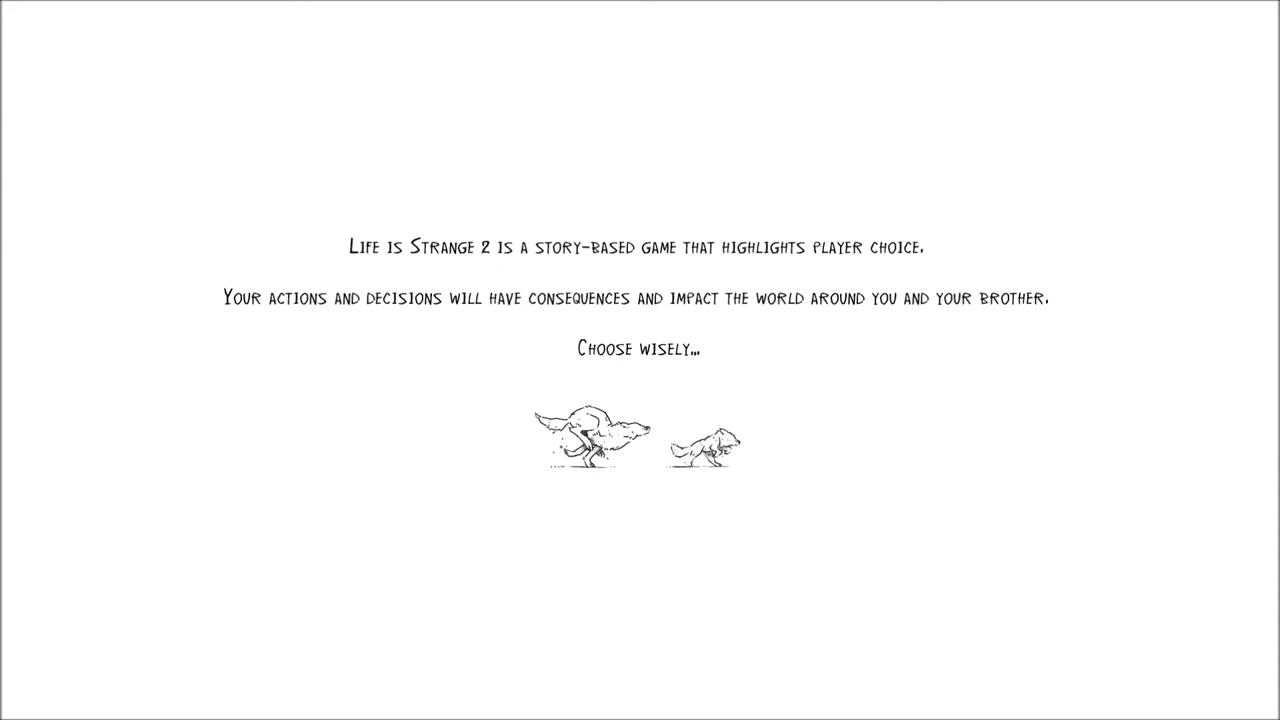 Life is Strange 2 is a story-based game that highlights player choice.
Your actions and decisions will have consequences and impact the world around you and your brother.
Choose wisely...